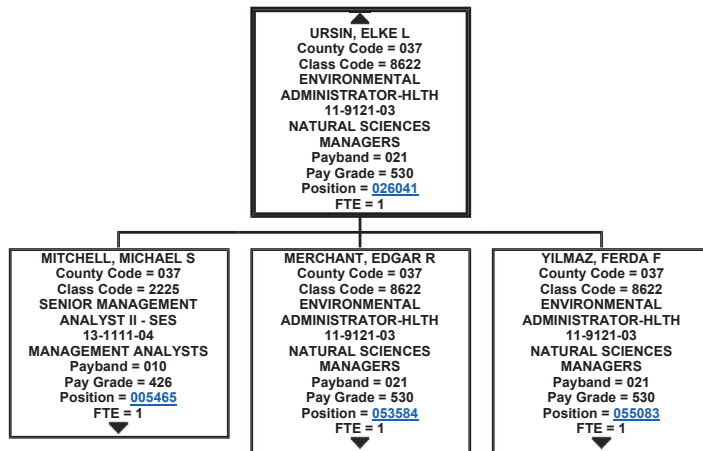 URSIN, ELKE L
County Code = 037
Class Code = 8622
ENVIRONMENTAL
ADMINISTRATOR-HLTH
11-9121-03
NATURAL SCIENCES
MANAGERS
Payband = 021
Pay Grade = 530
Position = 026041
FTE = 1
MITCHELL, MICHAEL S
County Code = 037
Class Code = 2225
SENIOR MANAGEMENT
ANALYST II - SES
13-1111-04
MANAGEMENT ANALYSTS
Payband = 010
Pay Grade = 426
Position = 005465
FTE = 1
MERCHANT, EDGAR R
County Code = 037
Class Code = 8622
ENVIRONMENTAL
ADMINISTRATOR-HLTH
11-9121-03
NATURAL SCIENCES
MANAGERS
Payband = 021
Pay Grade = 530
Position = 053584
FTE = 1
YILMAZ, FERDA F
County Code = 037
Class Code = 8622
ENVIRONMENTAL
ADMINISTRATOR-HLTH
11-9121-03
NATURAL SCIENCES
MANAGERS
Payband = 021
Pay Grade = 530
Position = 055083
FTE = 1